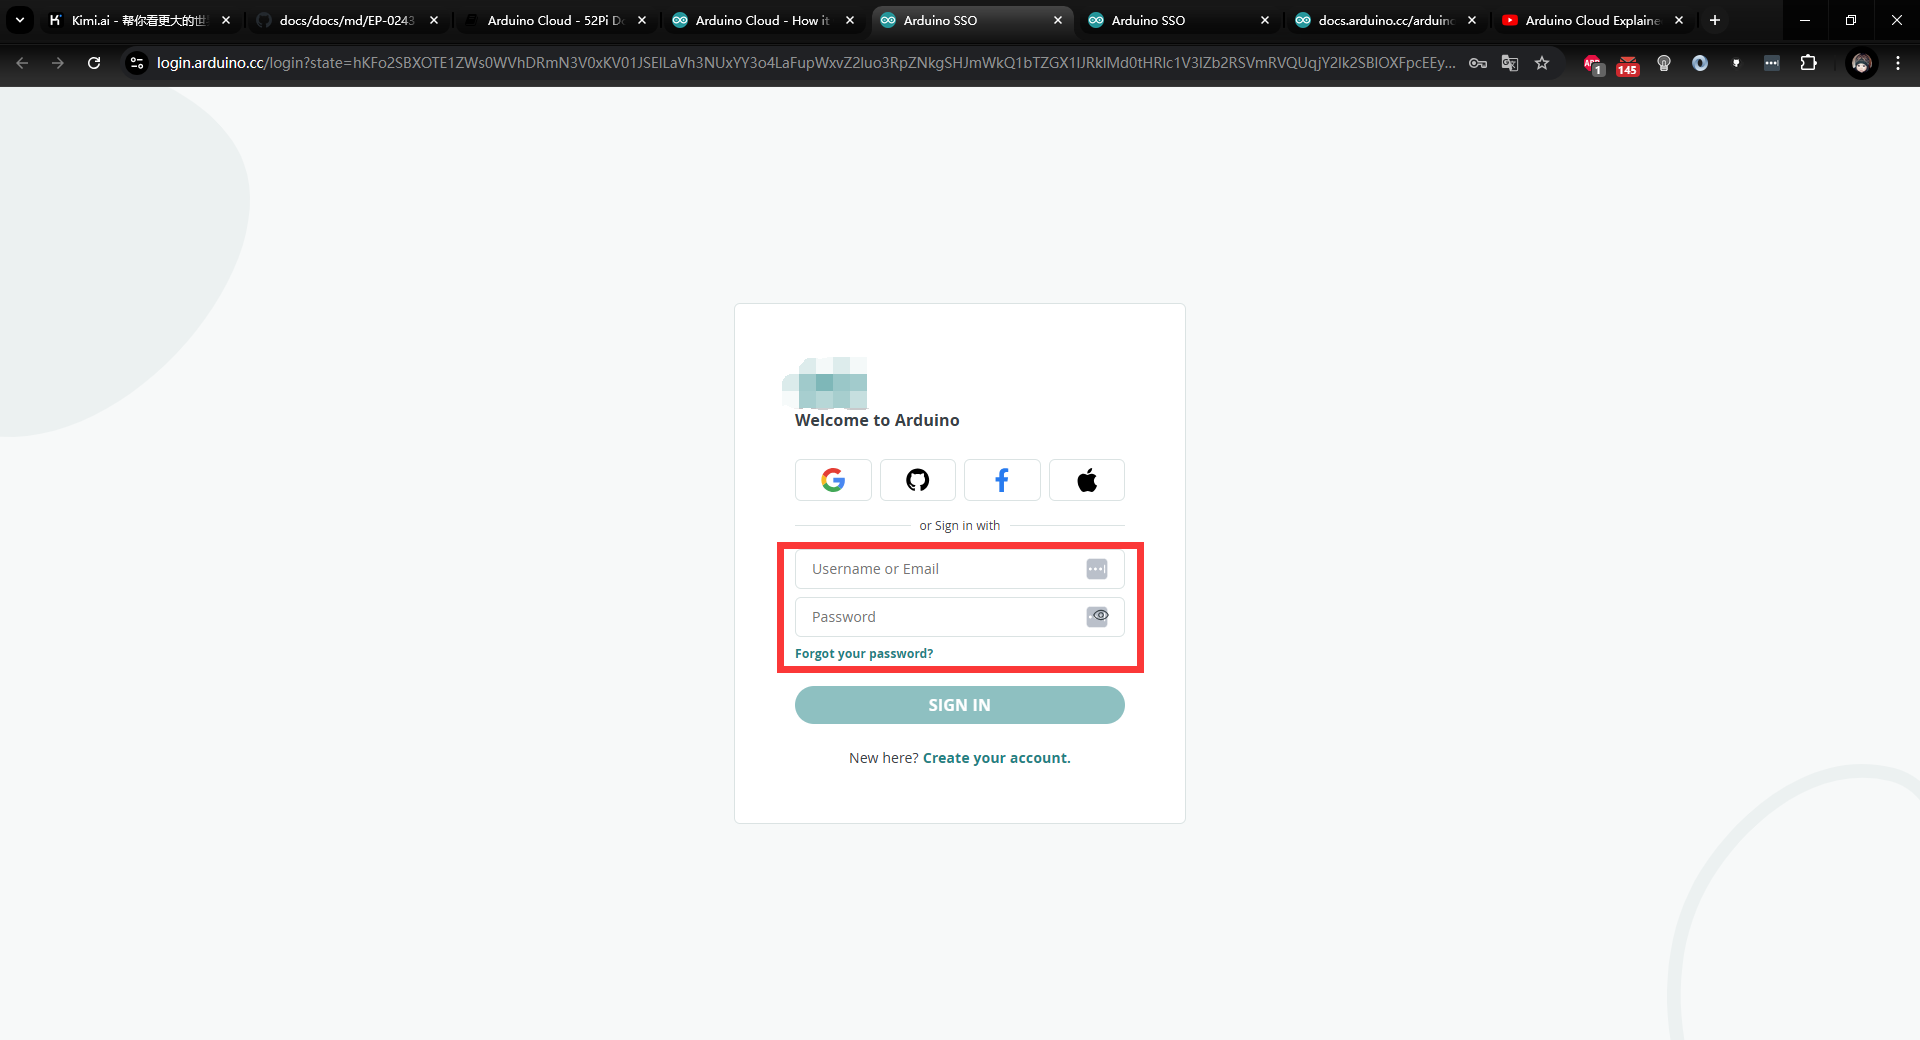 Kimi.ai - 帮你看更大的世
docs/docs/md/EP-0243
Arduino Cloud - 52Pi D
Arduino Cloud - How it
Arduino SSO
Arduino SSO
docs.arduino.cc/arduin
Arduino Cloud Explaine
login.arduino.cc/login?state=
1
145
Welcome to Arduino
or Sign in with
Username or Email
Password
Forgot your password?
SIGN IN
New here? Create your account.